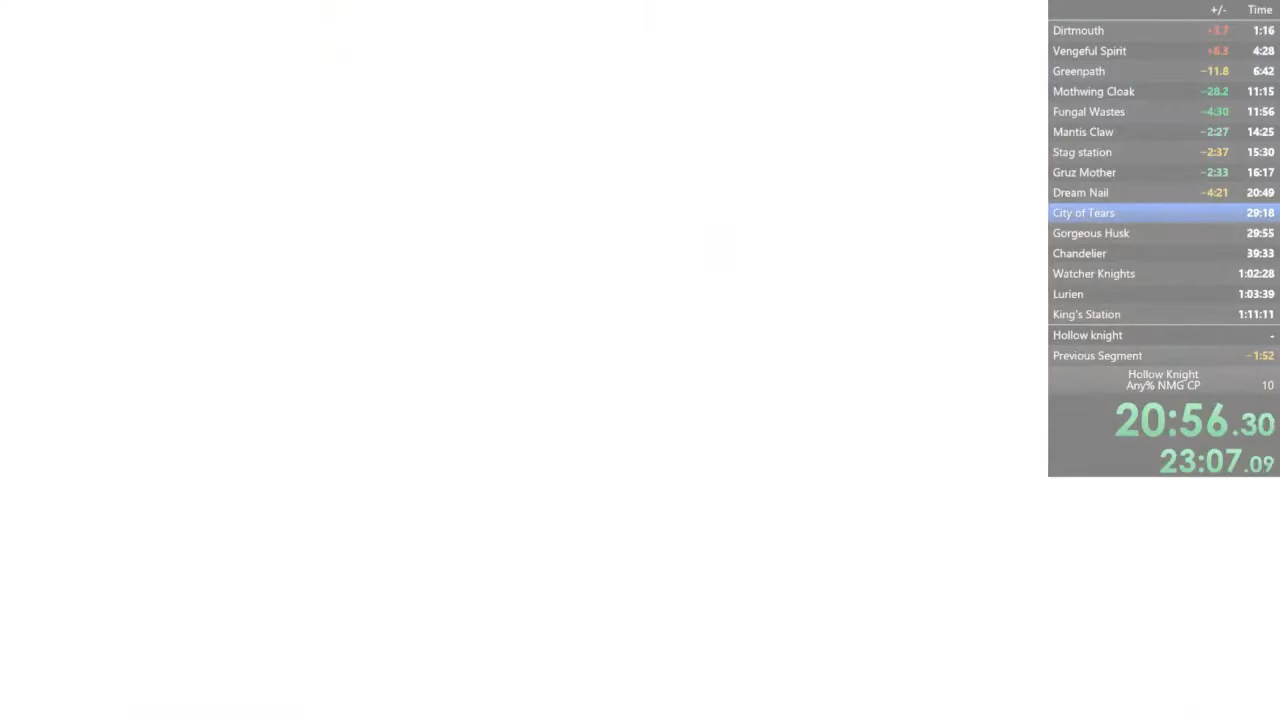 +/- Time
Dirtmouth +3.7 1:16
Vengeful Spirit +6.3 4:28
Greenpath −11.8 6:42
Mothwing Cloak −28.2 11:15
Fungal Wastes −4:30 11:56
Mantis Claw −2:27 14:25
Stag station −2:37 15:30
Gruz Mother −2:33 16:17
Dream Nail −4:21 20:49
City of Tears 29:18
Gorgeous Husk 29:55
Chandelier 39:33
Watcher Knights 1:02:28
Lurien 1:03:39
King's Station 1:11:11
Hollow knight -
Previous Segment −1:52
Hollow Knight
Any% NMG CP 10
20:56.30
23:07.09